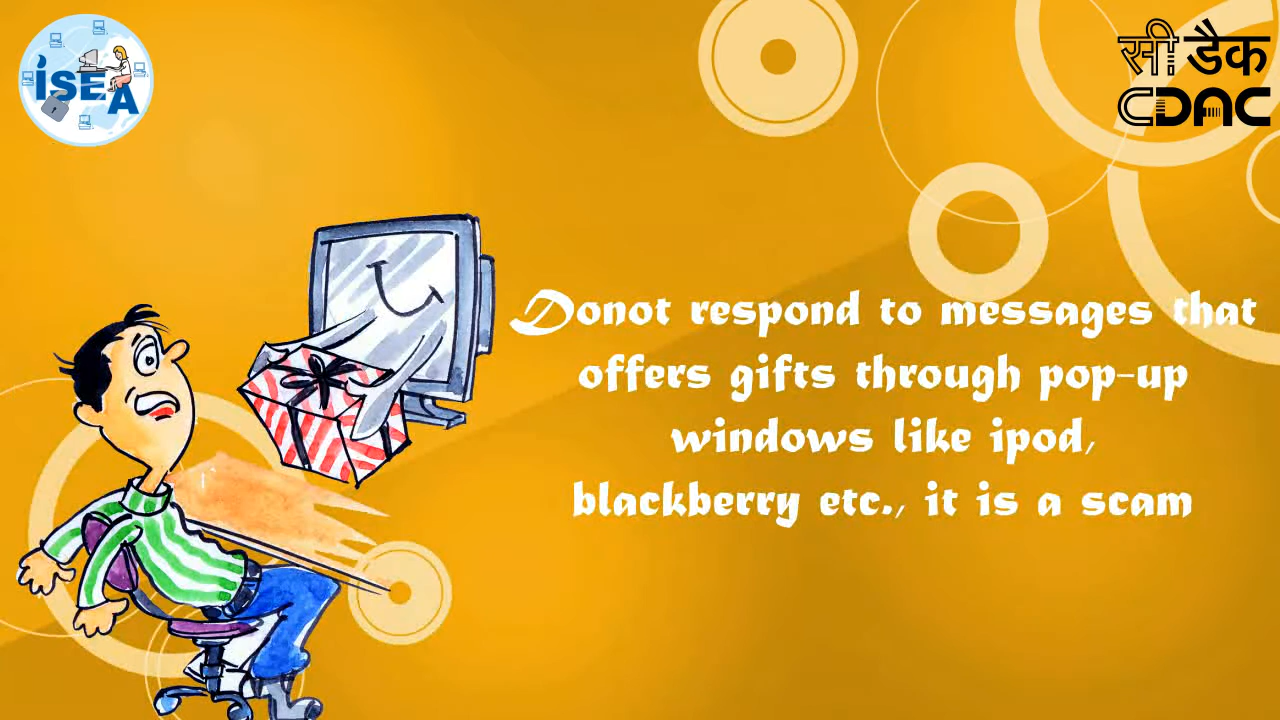 ISEA
सी डैक
CDAC
Donot respond to messages that
offers gifts through pop-up
windows like ipod,
blackberry etc., it is a scam